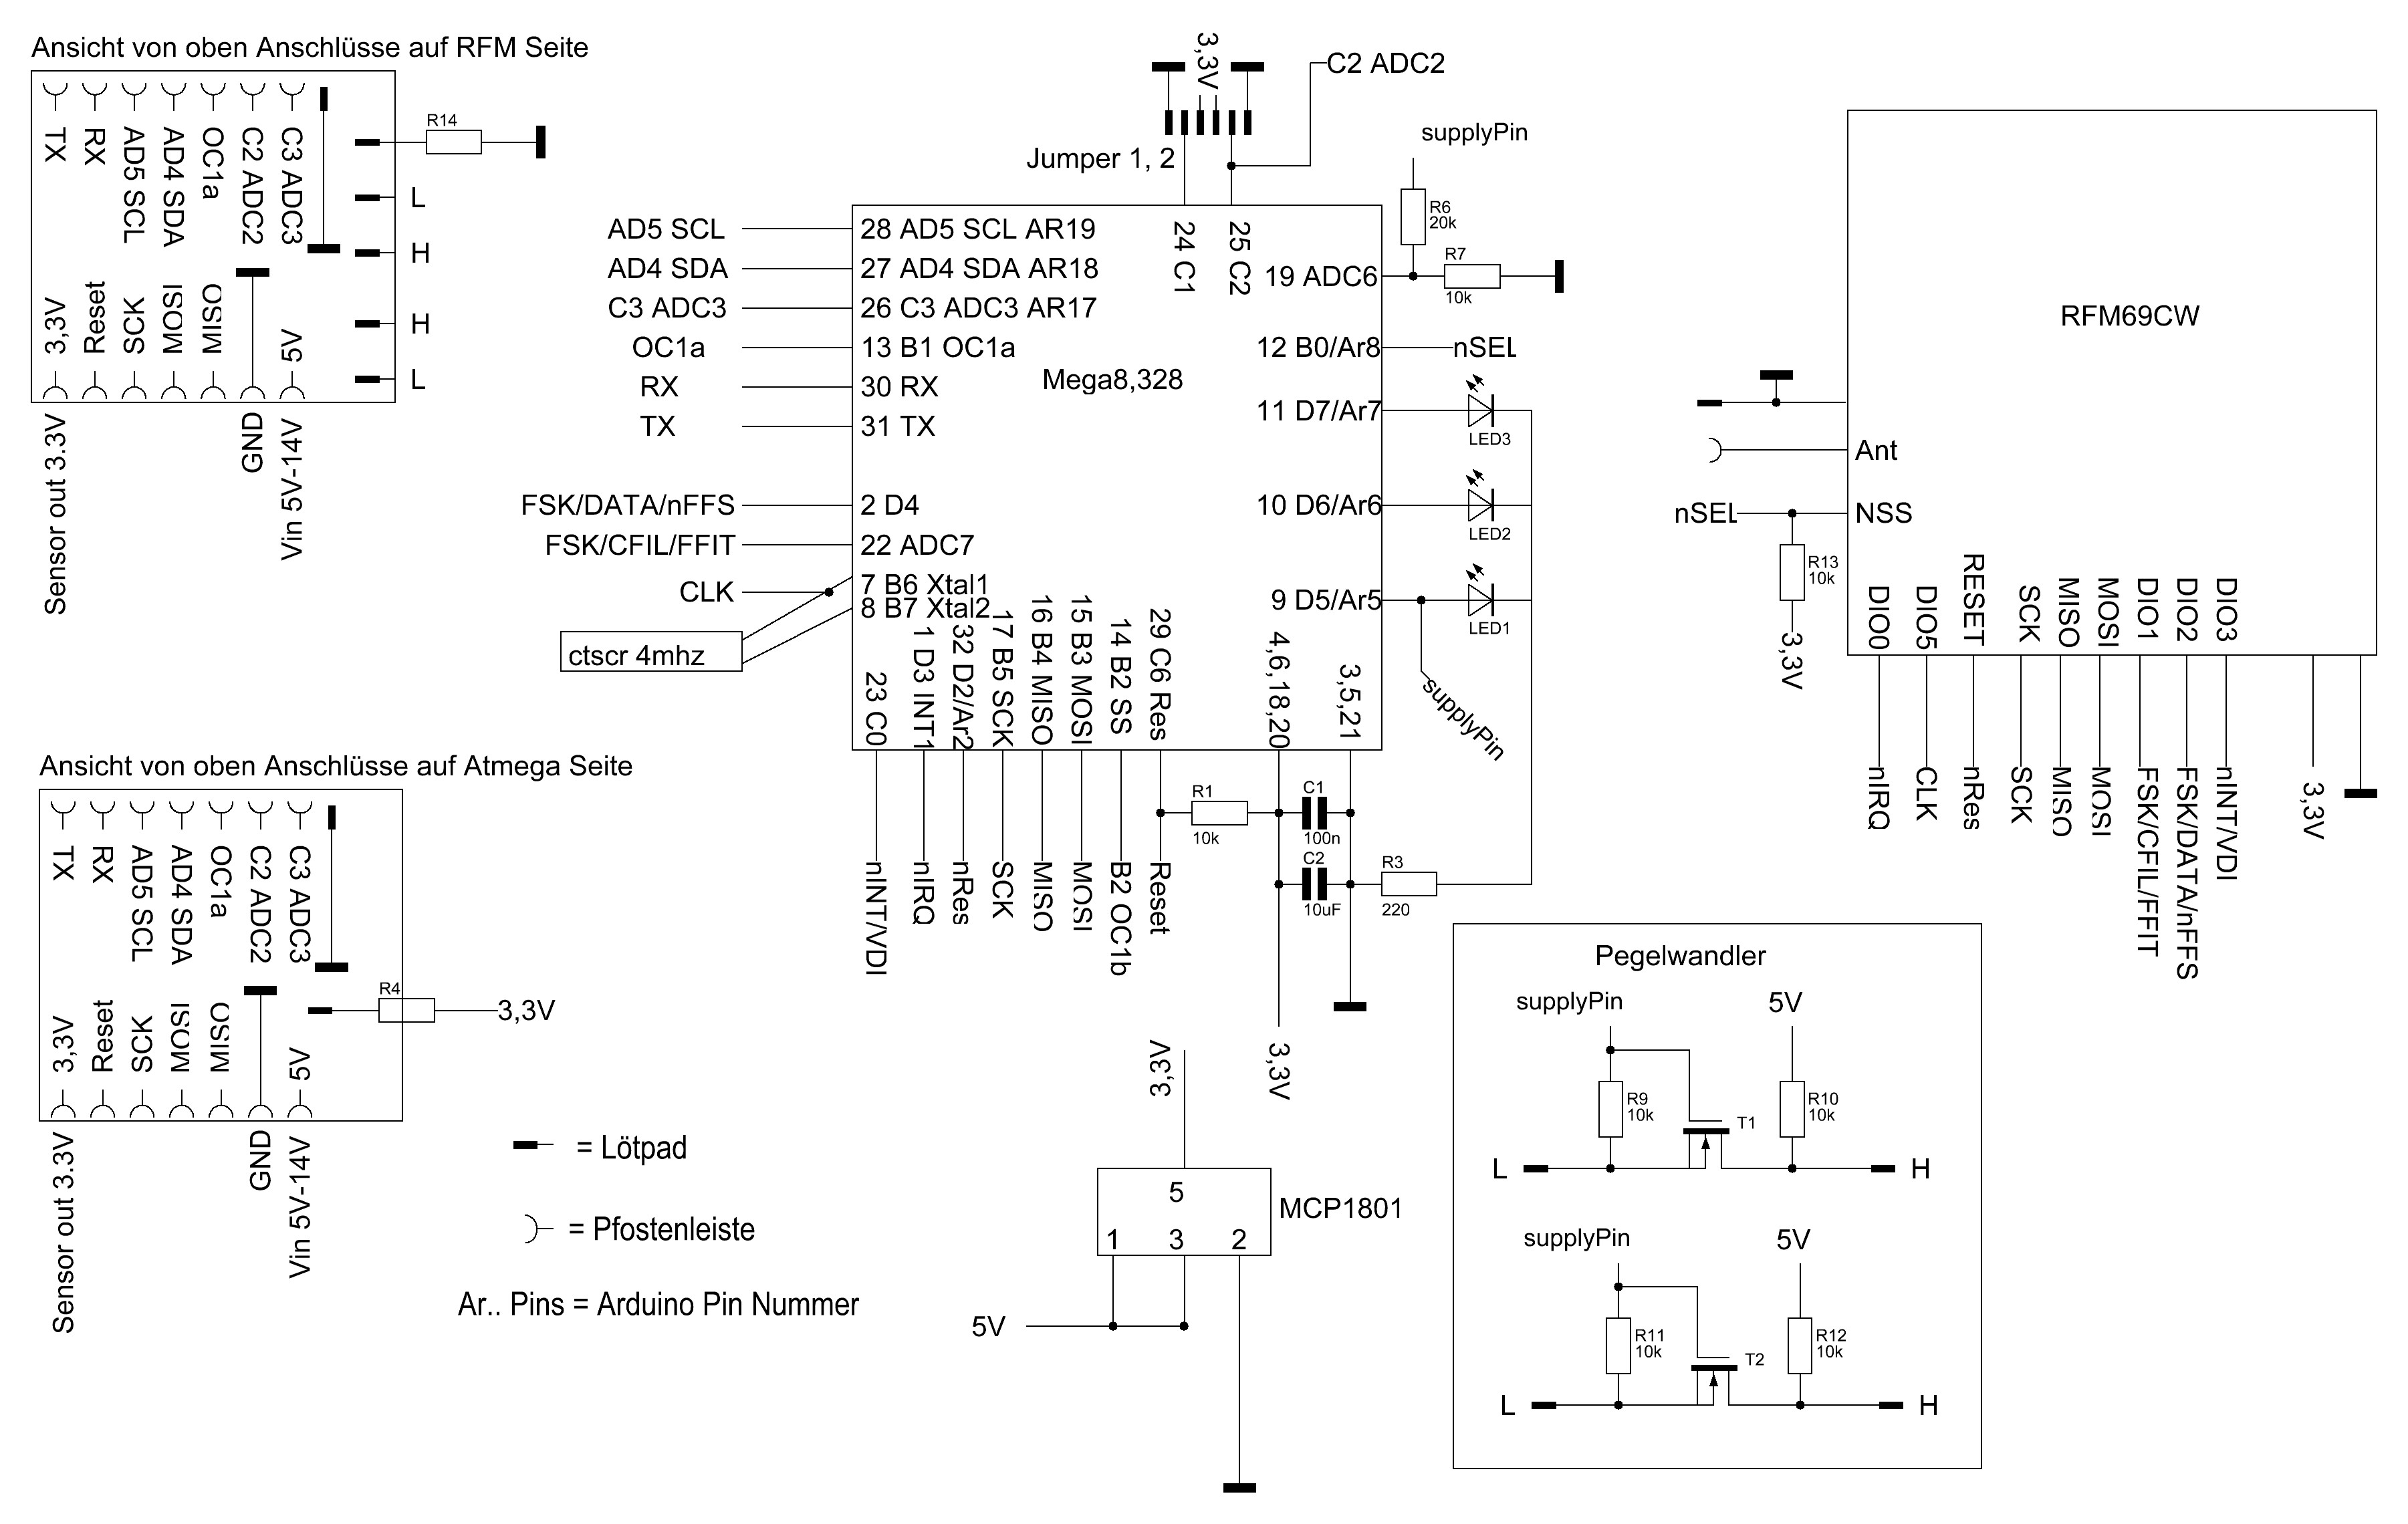 Ansicht von oben Anschlüsse auf RFM Seite
TX
RX
AD5 SCL
AD4 SDA
OC1a
C2 ADC2
C3 ADC3
3,3V
Reset
SCK
MOSI
MISO
5V
R14
L
H
H
L
Sensor out 3.3V
GND
Vin 5V-14V
3,3V
C2 ADC2
Jumper 1, 2
supplyPin
R6
20k
R7
10k
AD5 SCL
AD4 SDA
C3 ADC3
OC1a
RX
TX
FSK/DATA/nFFS
FSK/CFIL/FFIT
CLK
ctscr 4mhz
28 AD5 SCL AR19
27 AD4 SDA AR18
26 C3 ADC3 AR17
13 B1 OC1a
30 RX
31 TX
2 D4
22 ADC7
7 B6 Xtal1
8 B7 Xtal2
24 C1
25 C2
19 ADC6
12 B0/Ar8
nSEL
Mega8,328
11 D7/Ar7
LED3
10 D6/Ar6
LED2
9 D5/Ar5
LED1
supplyPin
23 C0
1 D3 INT1
32 D2/Ar2
17 B5 SCK
16 B4 MISO
15 B3 MOSI
14 B2 SS
29 C6 Res
4,6,18,20
3,5,21
nINT/VDI
nIRQ
nRes
SCK
MISO
MOSI
B2 OC1b
Reset
R1
10k
C1
100n
C2
10uF
R3
220
3,3V
RFM69CW
Ant
nSEL
NSS
R13
10k
3,3V
DIO0
DIO5
RESET
SCK
MISO
MOSI
DIO1
DIO2
DIO3
nIRQ
CLK
nRes
SCK
MISO
MOSI
FSK/CFIL/FFIT
FSK/DATA/nFFS
nINT/VDI
3,3V
Ansicht von oben Anschlüsse auf Atmega Seite
TX
RX
AD5 SCL
AD4 SDA
OC1a
C2 ADC2
C3 ADC3
3,3V
Reset
SCK
MOSI
MISO
5V
R4
3,3V
Sensor out 3.3V
GND
Vin 5V-14V
= Lötpad
= Pfostenleiste
Ar.. Pins = Arduino Pin Nummer
3,3V
5
1 3 2
MCP1801
5V
Pegelwandler
supplyPin
5V
R9
10k
T1
R10
10k
L
H
supplyPin
5V
R11
10k
T2
R12
10k
L
H